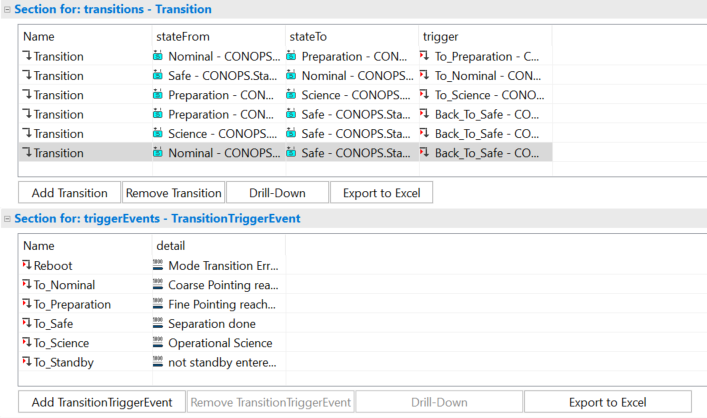 Section for: transitions - Transition
Name stateFrom stateTo trigger
Transition Nominal - CONOPS... Preparation - CON... To_Preparation - C...
Transition Safe - CONOPS.Sta... Nominal - CONOPS... To_Nominal - CON...
Transition Preparation - CON... Science - CONOPS.... To_Science - CONO...
Transition Preparation - CON... Safe - CONOPS.Sta... Back_To_Safe - CO...
Transition Science - CONOPS.... Safe - CONOPS.Sta... Back_To_Safe - CO...
Transition Nominal - CONOPS... Safe - CONOPS.Sta... Back_To_Safe - CO...
Add Transition Remove Transition Drill-Down Export to Excel
Section for: triggerEvents - TransitionTriggerEvent
Name detail
Reboot Mode Transition Err...
To_Nominal Coarse Pointing rea...
To_Preparation Fine Pointing reach...
To_Safe Separation done
To_Science Operational Science
To_Standby not standby entere...
Add TransitionTriggerEvent Remove TransitionTriggerEvent Drill-Down Export to Excel